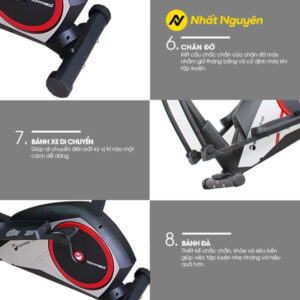 Nhất Nguyên
6. CHÂN ĐỠ
Kết cấu chắc chắn của chân đỡ máy
nhằm giữ thăng bằng và cố định máy khi
tập luyện.
7. BÁNH XE DI CHUYỂN
Giúp di chuyển đến bất kỳ vị trí nào một
cách dễ dàng
8. BÁNH ĐÀ
Thiết kế chắc chắn, khỏe và siêu bền
giúp việc tập luyện nhẹ nhàng và hiệu
quả hơn.